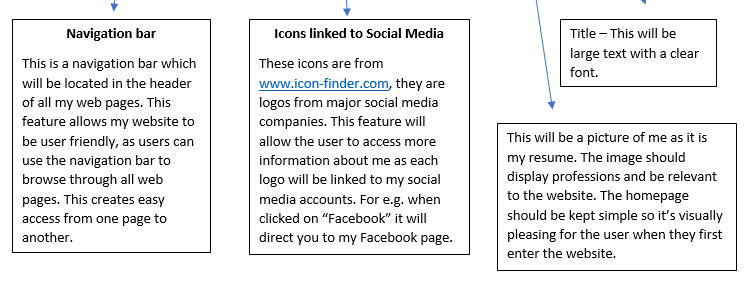 Navigation bar
This is a navigation bar which
will be located in the header
of all my web pages. This
feature allows my website to
be user friendly, as users can
use the navigation bar to
browse through all web
pages. This creates easy
access from one page to
another.
Icons linked to Social Media
These icons are from
www.icon-finder.com, they are
logos from major social media
companies. This feature will
allow the user to access more
information about me as each
logo will be linked to my social
media accounts. For e.g. when
clicked on “Facebook” it will
direct you to my Facebook page.
Title – This will be
large text with a clear
font.
This will be a picture of me as it is
my resume. The image should
display professions and be relevant
to the website. The homepage
should be kept simple so it’s visually
pleasing for the user when they first
enter the website.